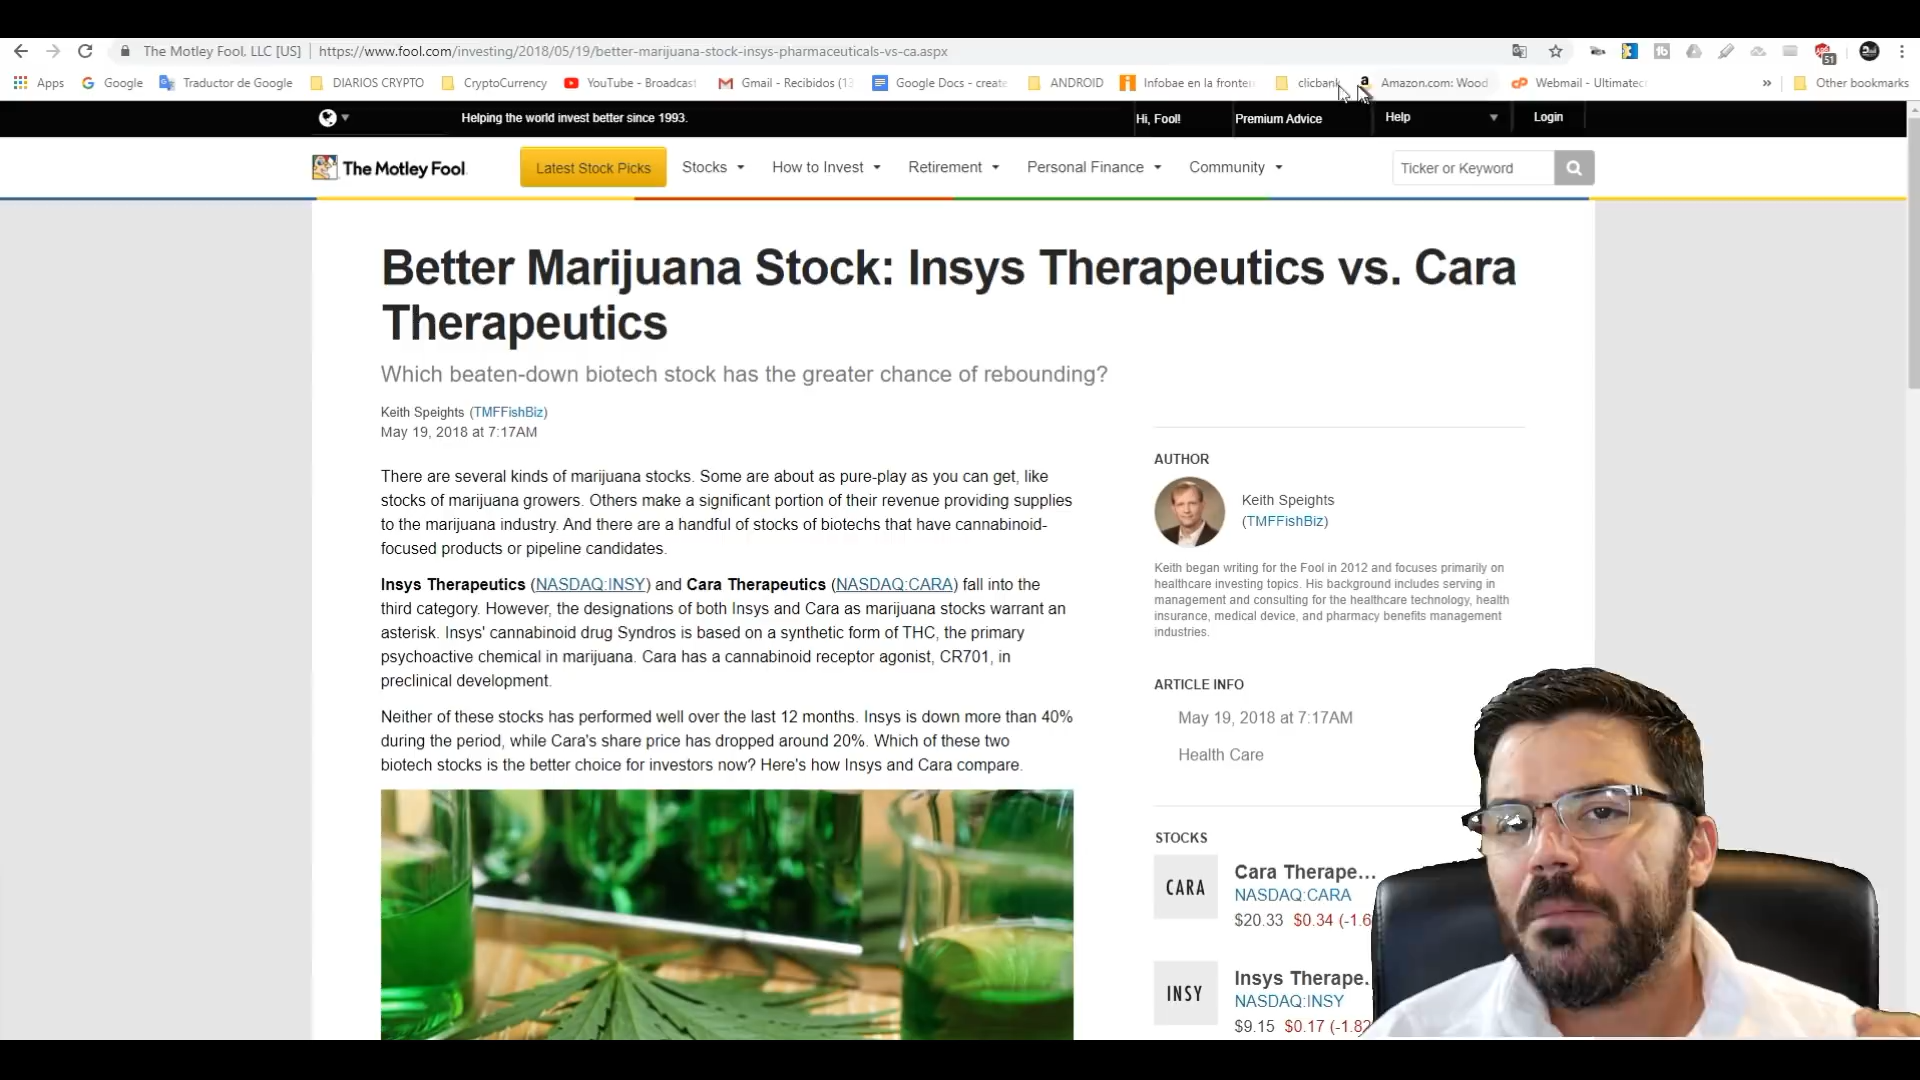 The Motley Fool, LLC [US] | https://www.fool.com/investing/2018/05/19/better-marijuana-stock-insys-pharmaceuticals-vs-ca.aspx
51
Apps Google Traductor de Google DIARIOS CRYPTO CryptoCurrency YouTube - Broadcast Gmail - Recibidos (13 Google Docs - create ANDROID Infobae en la fronter clicbank Amazon.com: Wood Webmail - Ultimatec » Other bookmarks
Helping the world invest better since 1993. Hi, Fool! Premium Advice Help Login
The Motley Fool Latest Stock Picks Stocks How to Invest Retirement Personal Finance Community Ticker or Keyword
Better Marijuana Stock: Insys Therapeutics vs. Cara
Therapeutics
Which beaten-down biotech stock has the greater chance of rebounding?
Keith Speights (TMFFishBiz)
May 19, 2018 at 7:17AM
There are several kinds of marijuana stocks. Some are about as pure-play as you can get, like
stocks of marijuana growers. Others make a significant portion of their revenue providing supplies
to the marijuana industry. And there are a handful of stocks of biotechs that have cannabinoid-
focused products or pipeline candidates.
Insys Therapeutics (NASDAQ:INSY) and Cara Therapeutics (NASDAQ:CARA) fall into the
third category. However, the designations of both Insys and Cara as marijuana stocks warrant an
asterisk. Insys' cannabinoid drug Syndros is based on a synthetic form of THC, the primary
psychoactive chemical in marijuana. Cara has a cannabinoid receptor agonist, CR701, in
preclinical development.
Neither of these stocks has performed well over the last 12 months. Insys is down more than 40%
during the period, while Cara's share price has dropped around 20%. Which of these two
biotech stocks is the better choice for investors now? Here's how Insys and Cara compare.
AUTHOR
Keith Speights
(TMFFishBiz)
Keith began writing for the Fool in 2012 and focuses primarily on
healthcare investing topics. His background includes serving in
management and consulting for the healthcare technology, health
insurance, medical device, and pharmacy benefits management
industries.
ARTICLE INFO
May 19, 2018 at 7:17AM
Health Care
STOCKS
CARA
Cara Therape...
NASDAQ:CARA
$20.33 $0.34 (-1.6
INSY
Insys Therape.
NASDAQ:INSY
$9.15 $0.17 (-1.82